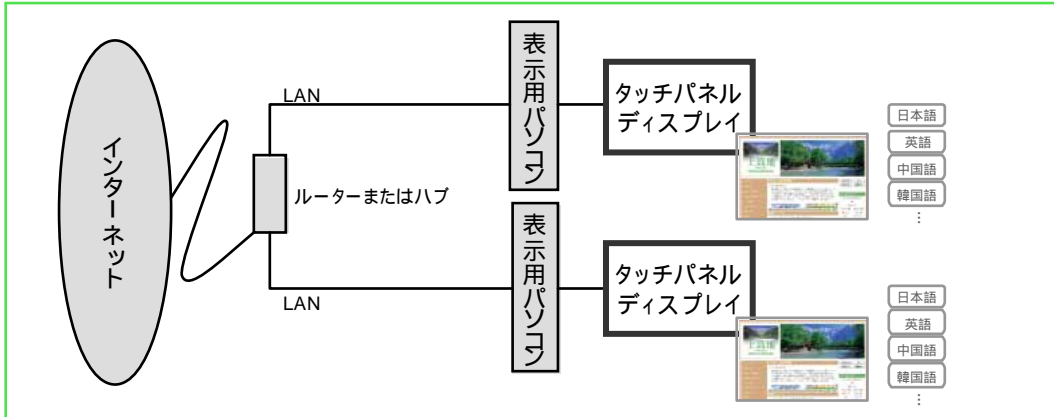 インターネット
LAN
ルーターまたはハブ
LAN
表示用パソコン
タッチパネル
ディスプレイ
日本語
英語
中国語
韓国語
⋮
表示用パソコン
タッチパネル
ディスプレイ
日本語
英語
中国語
韓国語
⋮